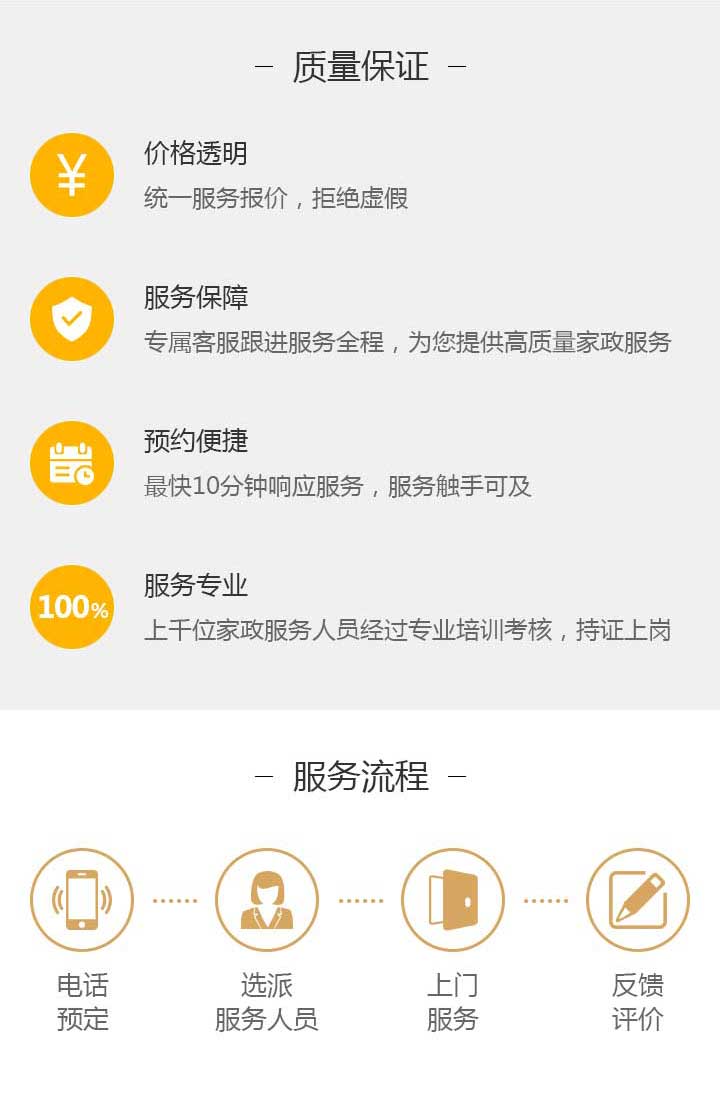 — 质量保证 —
¥
价格透明
统一服务报价，拒绝虚假
服务保障
专属客服跟进服务全程，为您提供高质量家政服务
预约便捷
最快10分钟响应服务，服务触手可及
100%
服务专业
上千位家政服务人员经过专业培训考核，持证上岗
— 服务流程 —
电话
预定
选派
服务人员
上门
服务
反馈
评价